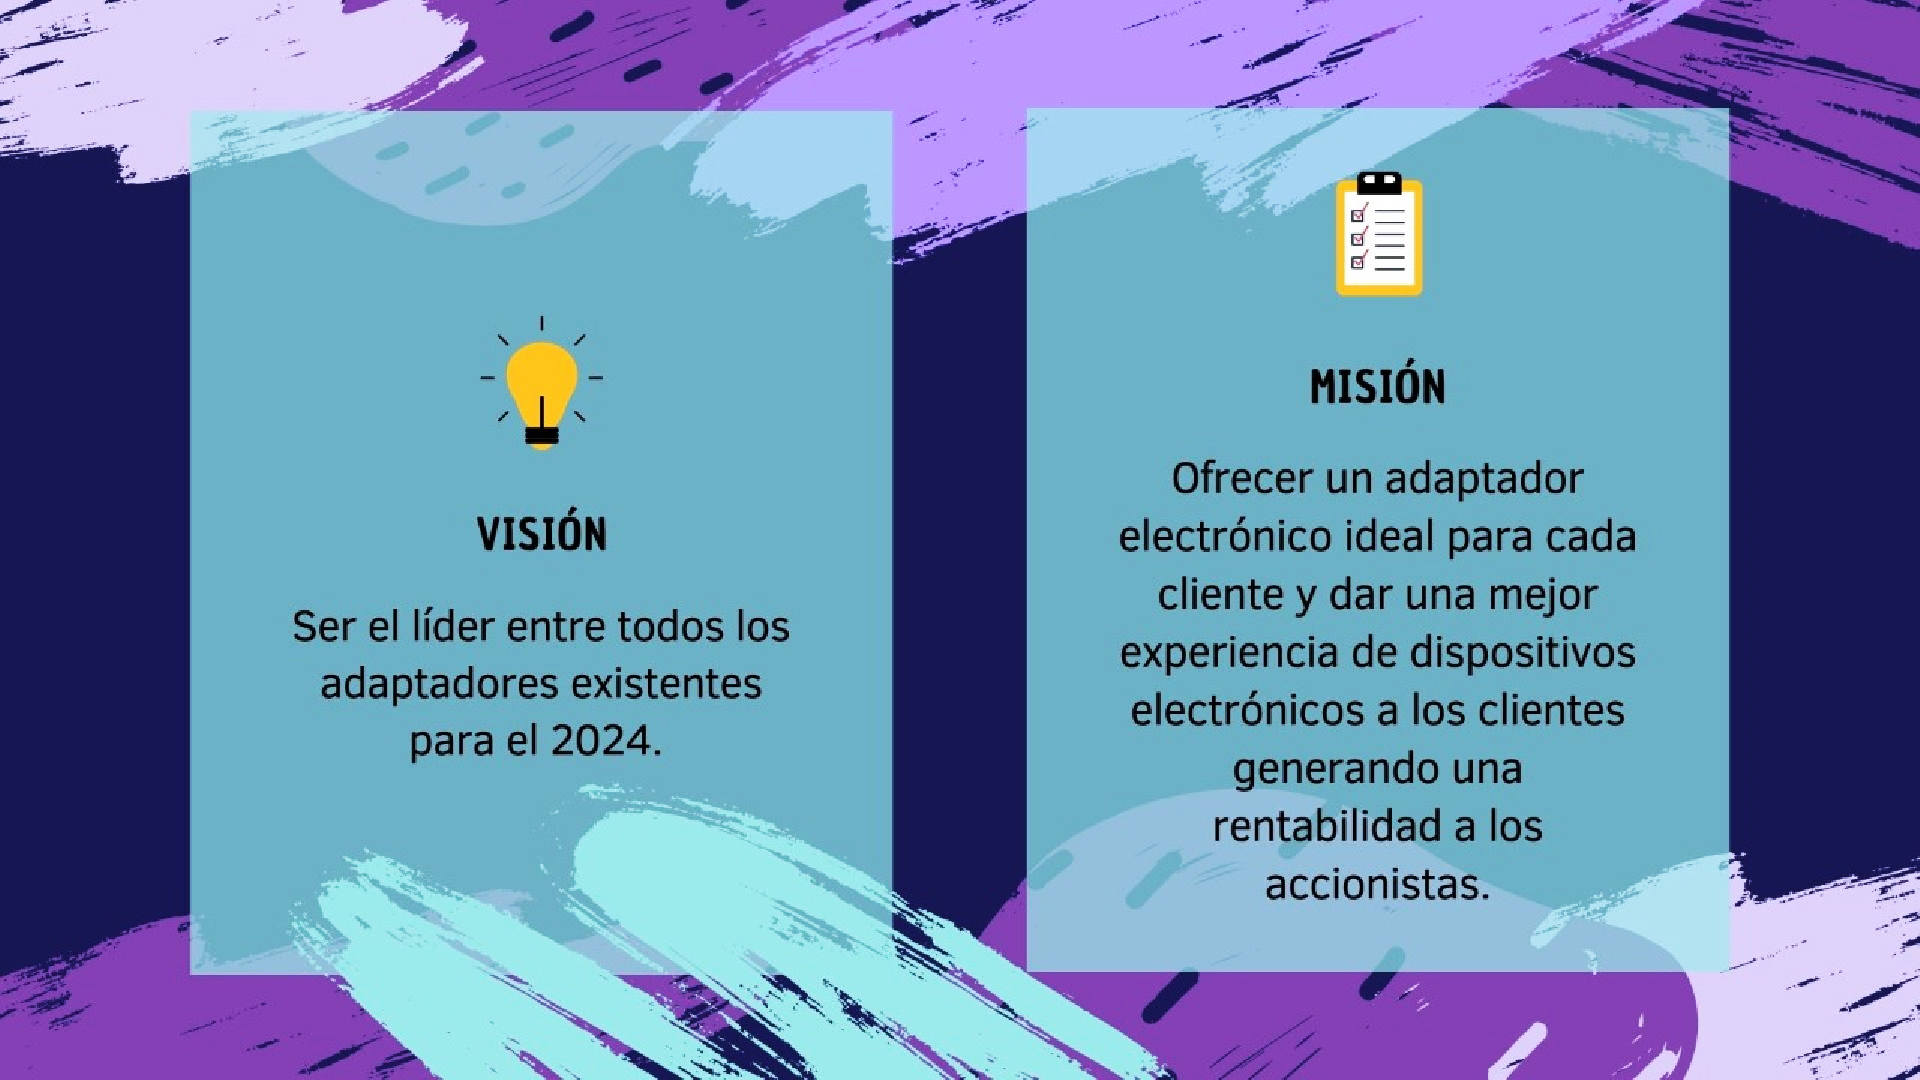 VISIÓN
Ser el líder entre todos los
adaptadores existentes
para el 2024.
MISIÓN
Ofrecer un adaptador
electrónico ideal para cada
cliente y dar una mejor
experiencia de dispositivos
electrónicos a los clientes
generando una
rentabilidad a los
accionistas.